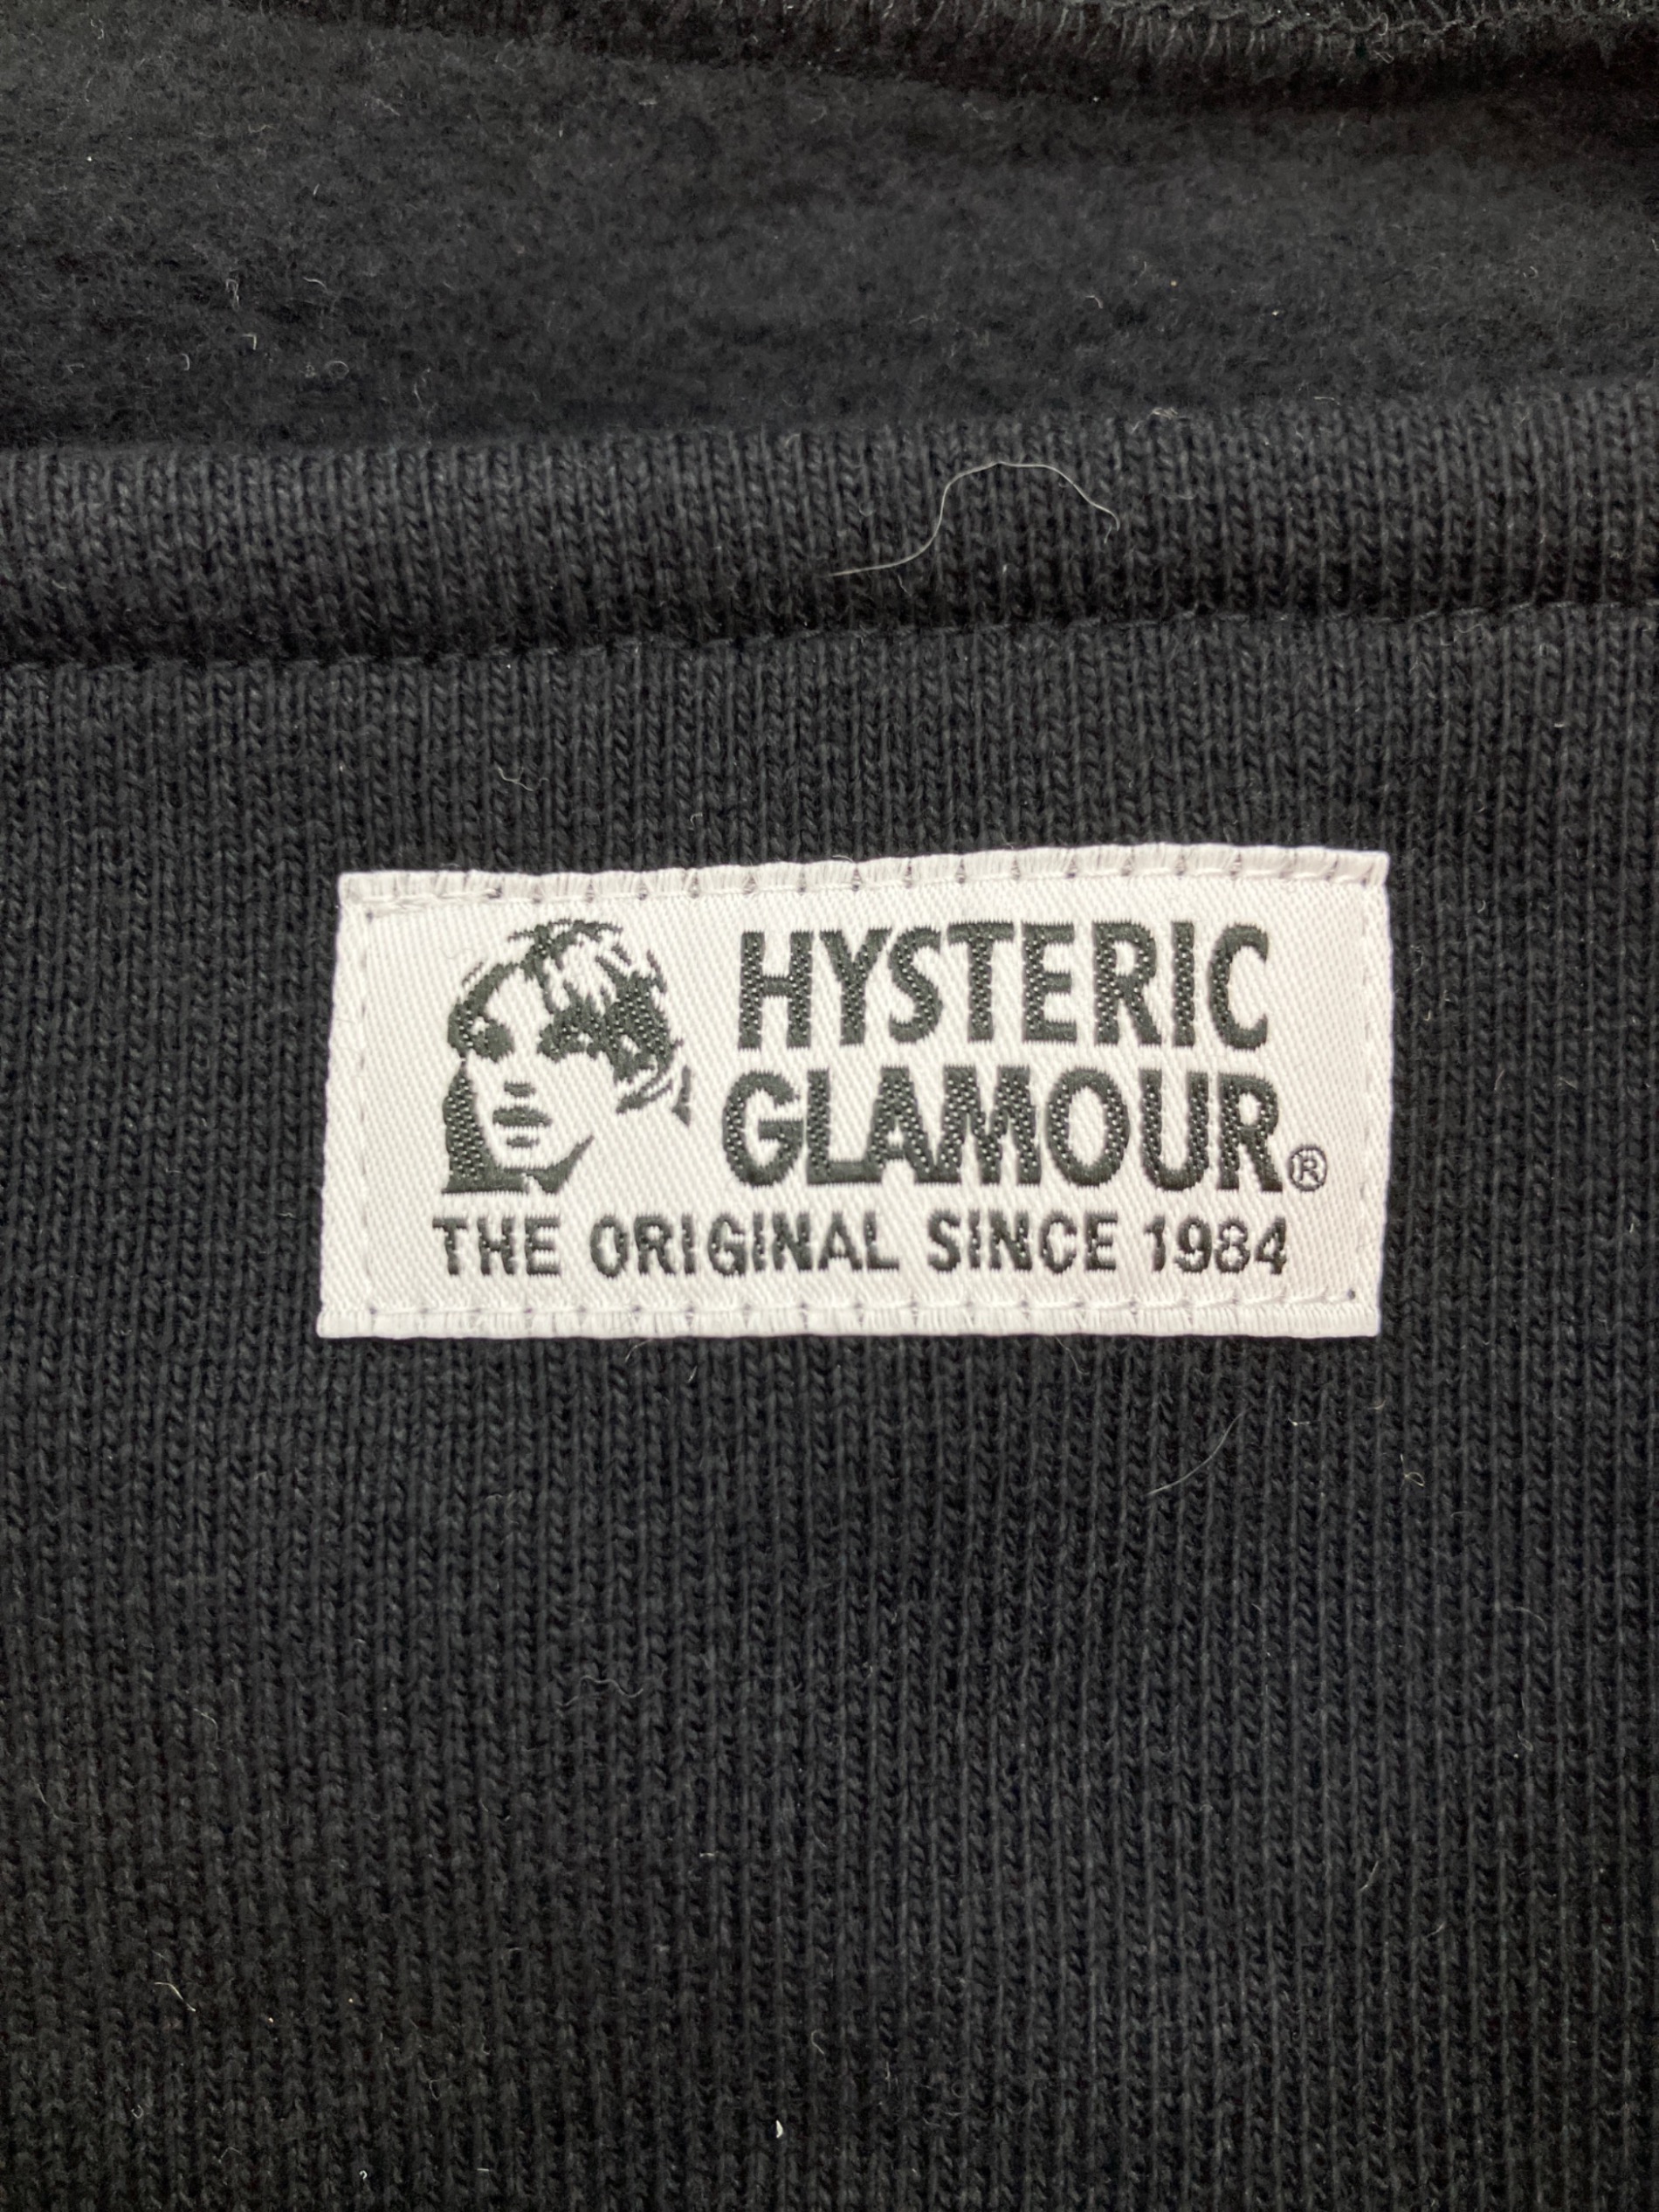 HYSTERIC
GLAMOUR®
THE ORIGINAL SINCE 1984